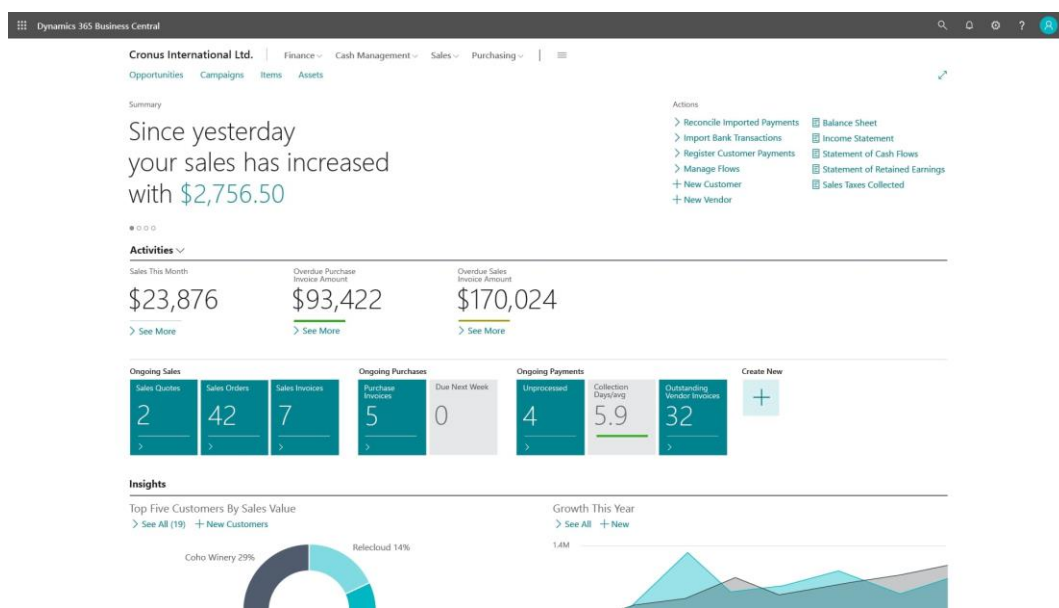 Dynamics 365 Business Central
?
Cronus International Ltd. Finance Cash Management Sales Purchasing
Opportunities Campaigns Items Assets
Summary
Since yesterday
your sales has increased
with $2,756.50
Actions
Reconcile Imported Payments
Import Bank Transactions
Register Customer Payments
Manage Flows
+ New Customer
+ New Vendor
Balance Sheet
Income Statement
Statement of Cash Flows
Statement of Retained Earnings
Sales Taxes Collected
Activities
Sales This Month
$23,876
> See More
Overdue Purchase
Invoice Amount
$93,422
> See More
Overdue Sales
Invoice Amount
$170,024
> See More
Ongoing Sales
Sales Quotes
2
Sales Orders
42
Sales Invoices
7
Ongoing Purchases
Purchase
Invoices
5
Due Next Week
0
Ongoing Payments
Unprocessed
4
Collection
Days/avg
5.9
Outstanding
Vendor Invoices
32
Create New
+
Insights
Top Five Customers By Sales Value
> See All (19) + New Customers
Coho Winery 29%
Relecloud 14%
Growth This Year
> See All + New
1.4M